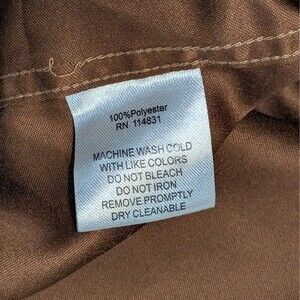 100%Polyester
RN 114831
MACHINE WASH COLD
WITH LIKE COLORS
DO NOT BLEACH
DO NOT IRON
REMOVE PROMPTLY
DRY CLEANABLE